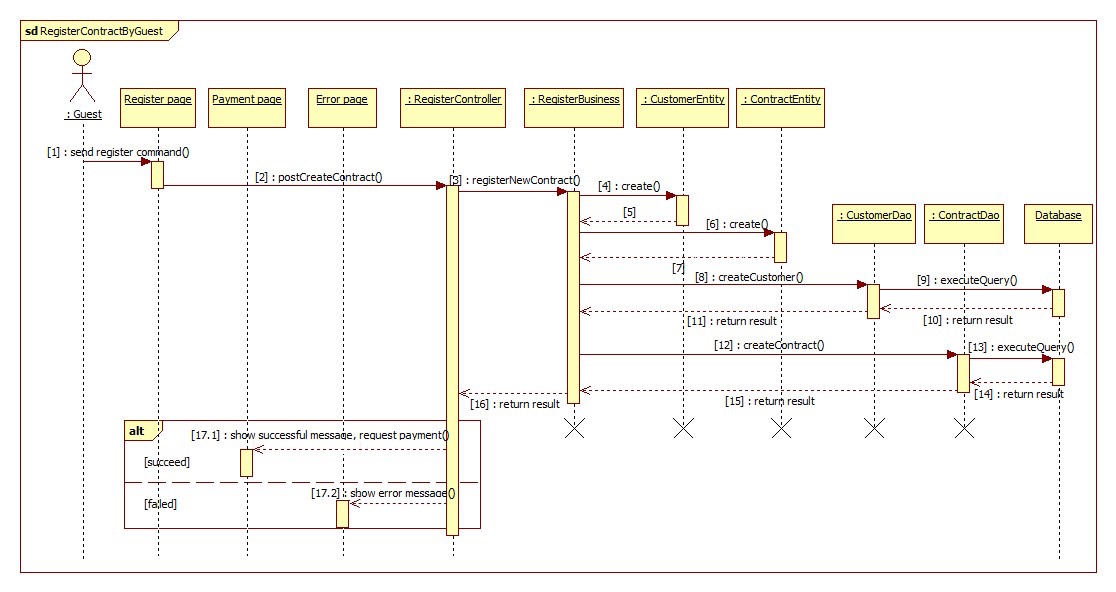 sd RegisterContractByGuest
: Guest
Register page
Payment page
Error page
: RegisterController
: RegisterBusiness
: CustomerEntity
: ContractEntity
[1] : send register command()
[2] : postCreateContract()
[3] : registerNewContract()
[4] : create()
[5]
[6] : create()
: CustomerDao
: ContractDao
Database
[7]
[8] : createCustomer()
[9] : executeQuery()
[10] : return result
[11] : return result
[12] : createContract()
[13] : executeQuery()
[14] : return result
[15] : return result
[16] : return result
alt
[17.1] : show successful message, request payment()
[succeed]
[17.2] : show error message()
[failed]